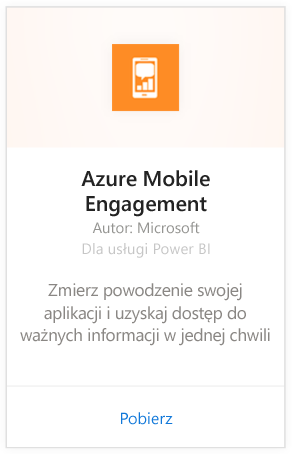 Azure Mobile
Engagement
Autor: Microsoft
Dla usługi Power BI
Zmierz powodzenie swojej
aplikacji i uzyskaj dostęp do
ważnych informacji w jednej chwili
Pobierz